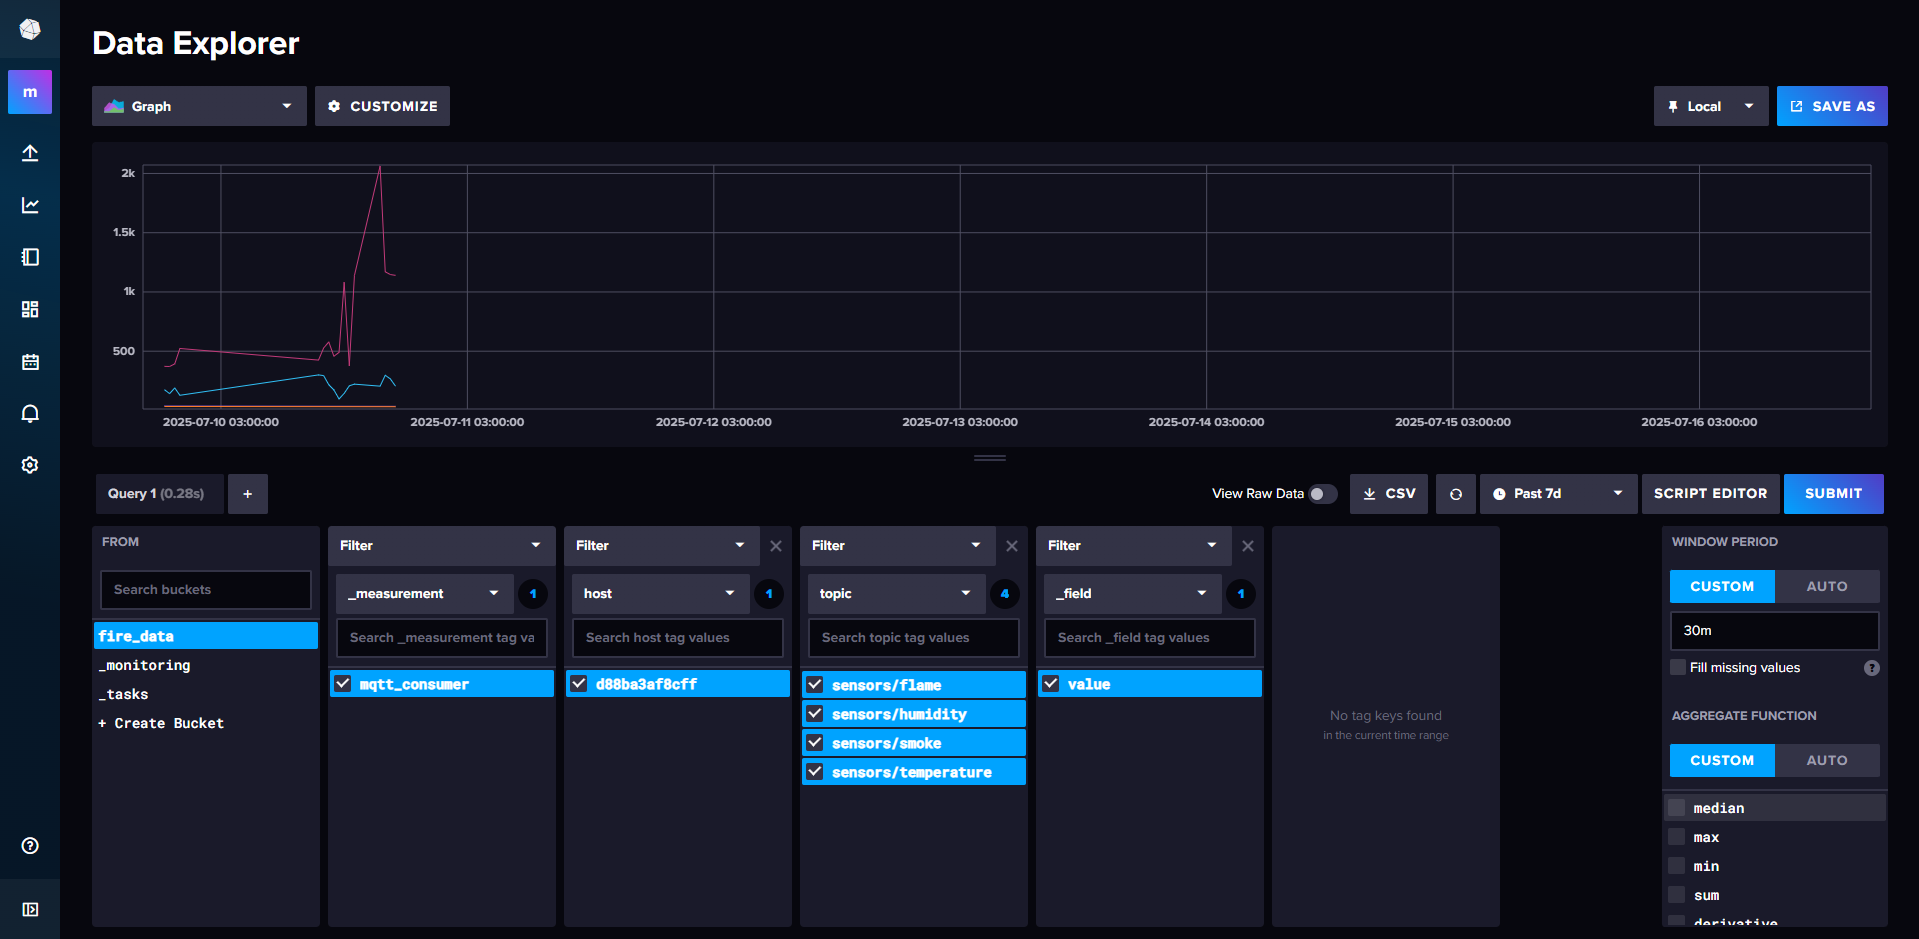 Data Explorer
m
Graph
CUSTOMIZE
Local
SAVE AS
2k
1.5k
1k
500
2025-07-10 03:00:00
2025-07-11 03:00:00
2025-07-12 03:00:00
2025-07-13 03:00:00
2025-07-14 03:00:00
2025-07-15 03:00:00
2025-07-16 03:00:00
Query 1 (0.28s)
+
View Raw Data
CSV
Past 7d
SCRIPT EDITOR
SUBMIT
FROM
Search buckets
fire_data
_monitoring
_tasks
+ Create Bucket
Filter
_measurement
1
Search _measurement tag va
mqtt_consumer
Filter
host
1
Search host tag values
d88ba3af8cff
Filter
topic
4
Search topic tag values
sensors/flame
sensors/humidity
sensors/smoke
sensors/temperature
Filter
_field
1
Search _field tag values
value
No tag keys found
in the current time range
WINDOW PERIOD
CUSTOM
AUTO
30m
Fill missing values
?
AGGREGATE FUNCTION
CUSTOM
AUTO
median
max
min
sum
derivative